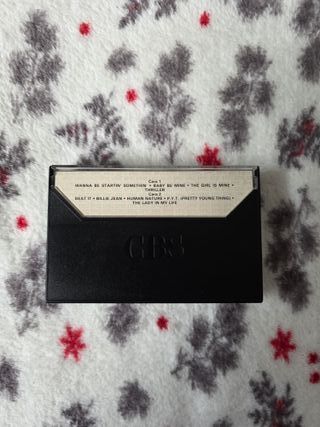 Cara 1
WANNA BE STARTIN' SOMETHIN' • BABY BE MINE • THE GIRL IS MINE •
THRILLER
Cara 2
BEAT IT • BILLIE JEAN • HUMAN NATURE • P.Y.T. (PRETTY YOUNG THING) •
THE LADY IN MY LIFE
CBS